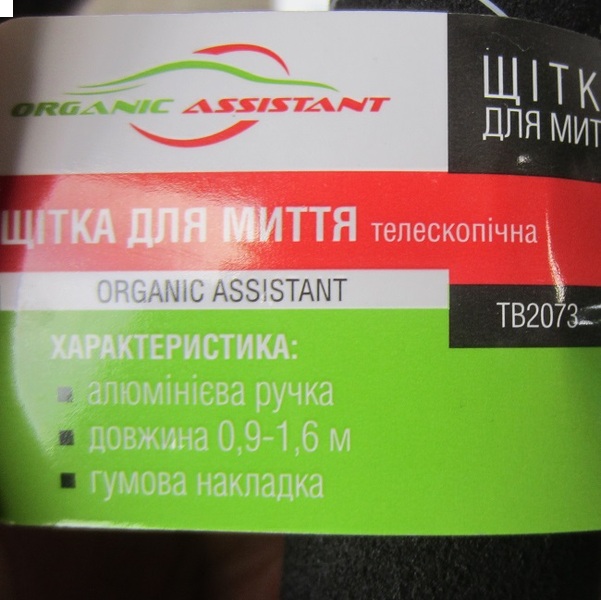 ORGANIC ASSISTANT
ЩІТК
ДЛЯ МИТ
ЩІТКА ДЛЯ МИТТЯ телескопічна
ORGANIC ASSISTANT
TB2073
ХАРАКТЕРИСТИКА:
алюмінієва ручка
довжина 0,9-1,6 м
гумова накладка